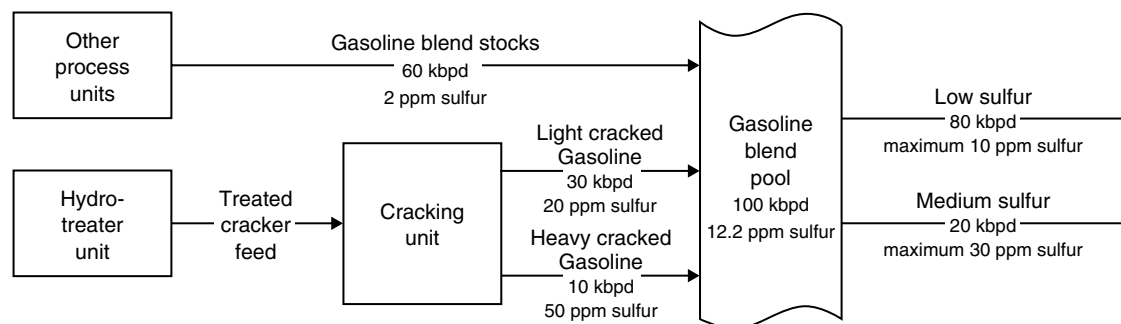 Other
process
units
Gasoline blend stocks
60 kbpd
2 ppm sulfur
Hydro-
treater
unit
Treated
cracker
feed
Cracking
unit
Light cracked
Gasoline
30 kbpd
20 ppm sulfur
Heavy cracked
Gasoline
10 kbpd
50 ppm sulfur
Gasoline
blend
pool
100 kbpd
12.2 ppm sulfur
Low sulfur
80 kbpd
maximum 10 ppm sulfur
Medium sulfur
20 kbpd
maximum 30 ppm sulfur